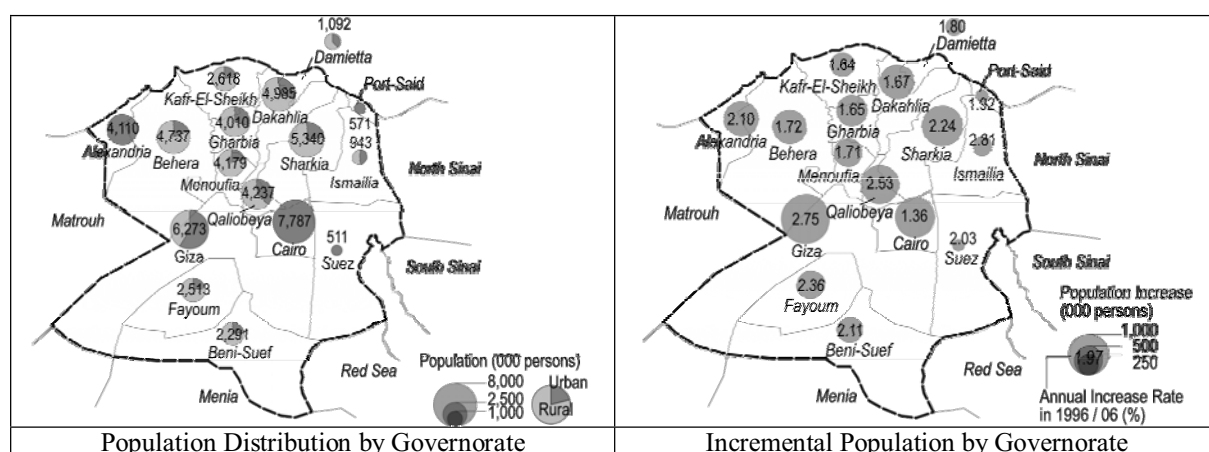 1,092
Damietta
2,618
Kafr-El-Sheikh
4,985
Dakahlia
Port-Said
571
4,110
Alexandria
4,737
Behera
4,010
Gharbia
5,340
Sharkia
943
Ismailia
North Sinai
4,179
Menoufia
4,237
Qaliobeya
Matrouh
6,273
Giza
7,787
Cairo
511
Suez
South Sinai
2,513
Fayoum
2,291
Beni-Suef
Red Sea
Menia
Population (000 persons)
8,000
2,500
1,000
Urban
Rural
Population Distribution by Governorate
1.80
Damietta
1.64
Kafr-El-Sheikh
1.67
Dakahlia
Port-Said
1.92
2.10
Alexandria
1.72
Behera
1.65
Gharbia
2.24
Sharkia
2.81
Ismailia
North Sinai
1.71
Menoufia
2.53
Qaliobeya
Matrouh
2.75
Giza
1.36
Cairo
2.03
Suez
South Sinai
2.36
Fayoum
2.11
Beni-Suef
Red Sea
Menia
Population Increase
(000 persons)
1,000
500
250
1.97
Annual Increase Rate
in 1996 / 06 (%)
Incremental Population by Governorate